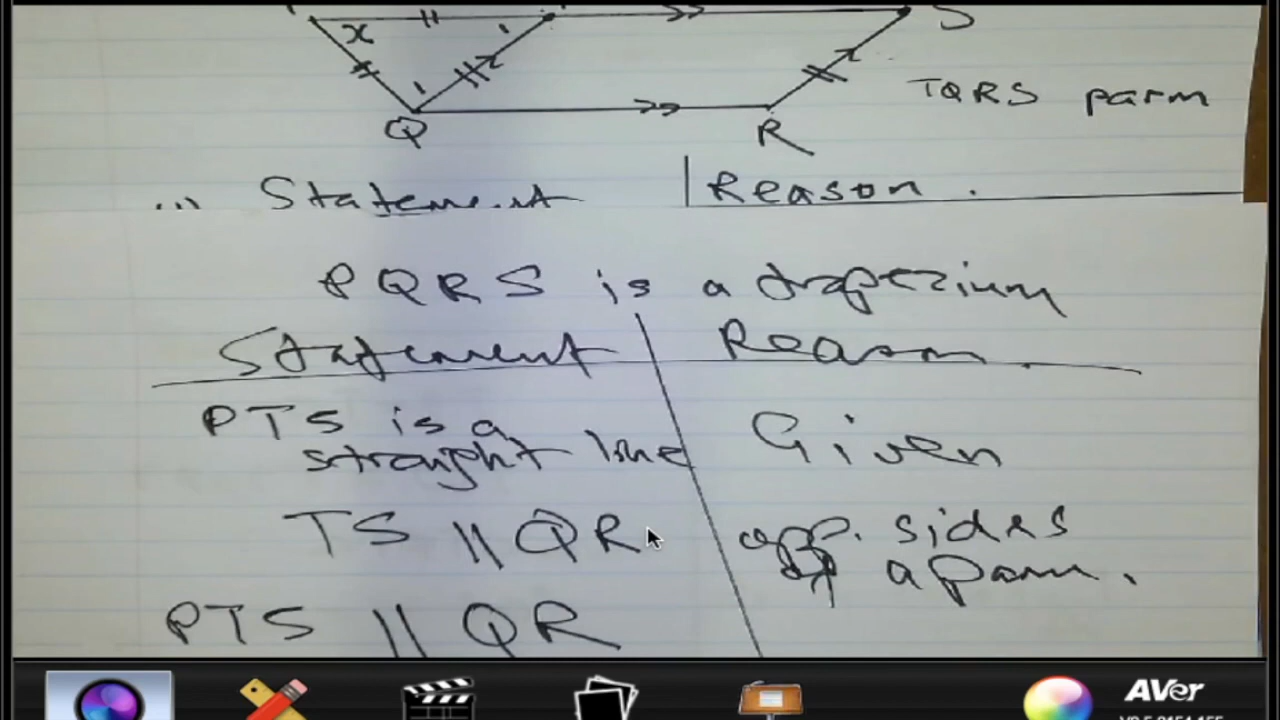 x
S
TQRS parm
Q R
... Statement | Reason.
PQRS is a trapezium
Statement Reason.
PTS is a straight line Given
TS || QR opp. sides of a parm.
PTS || QR
AVer